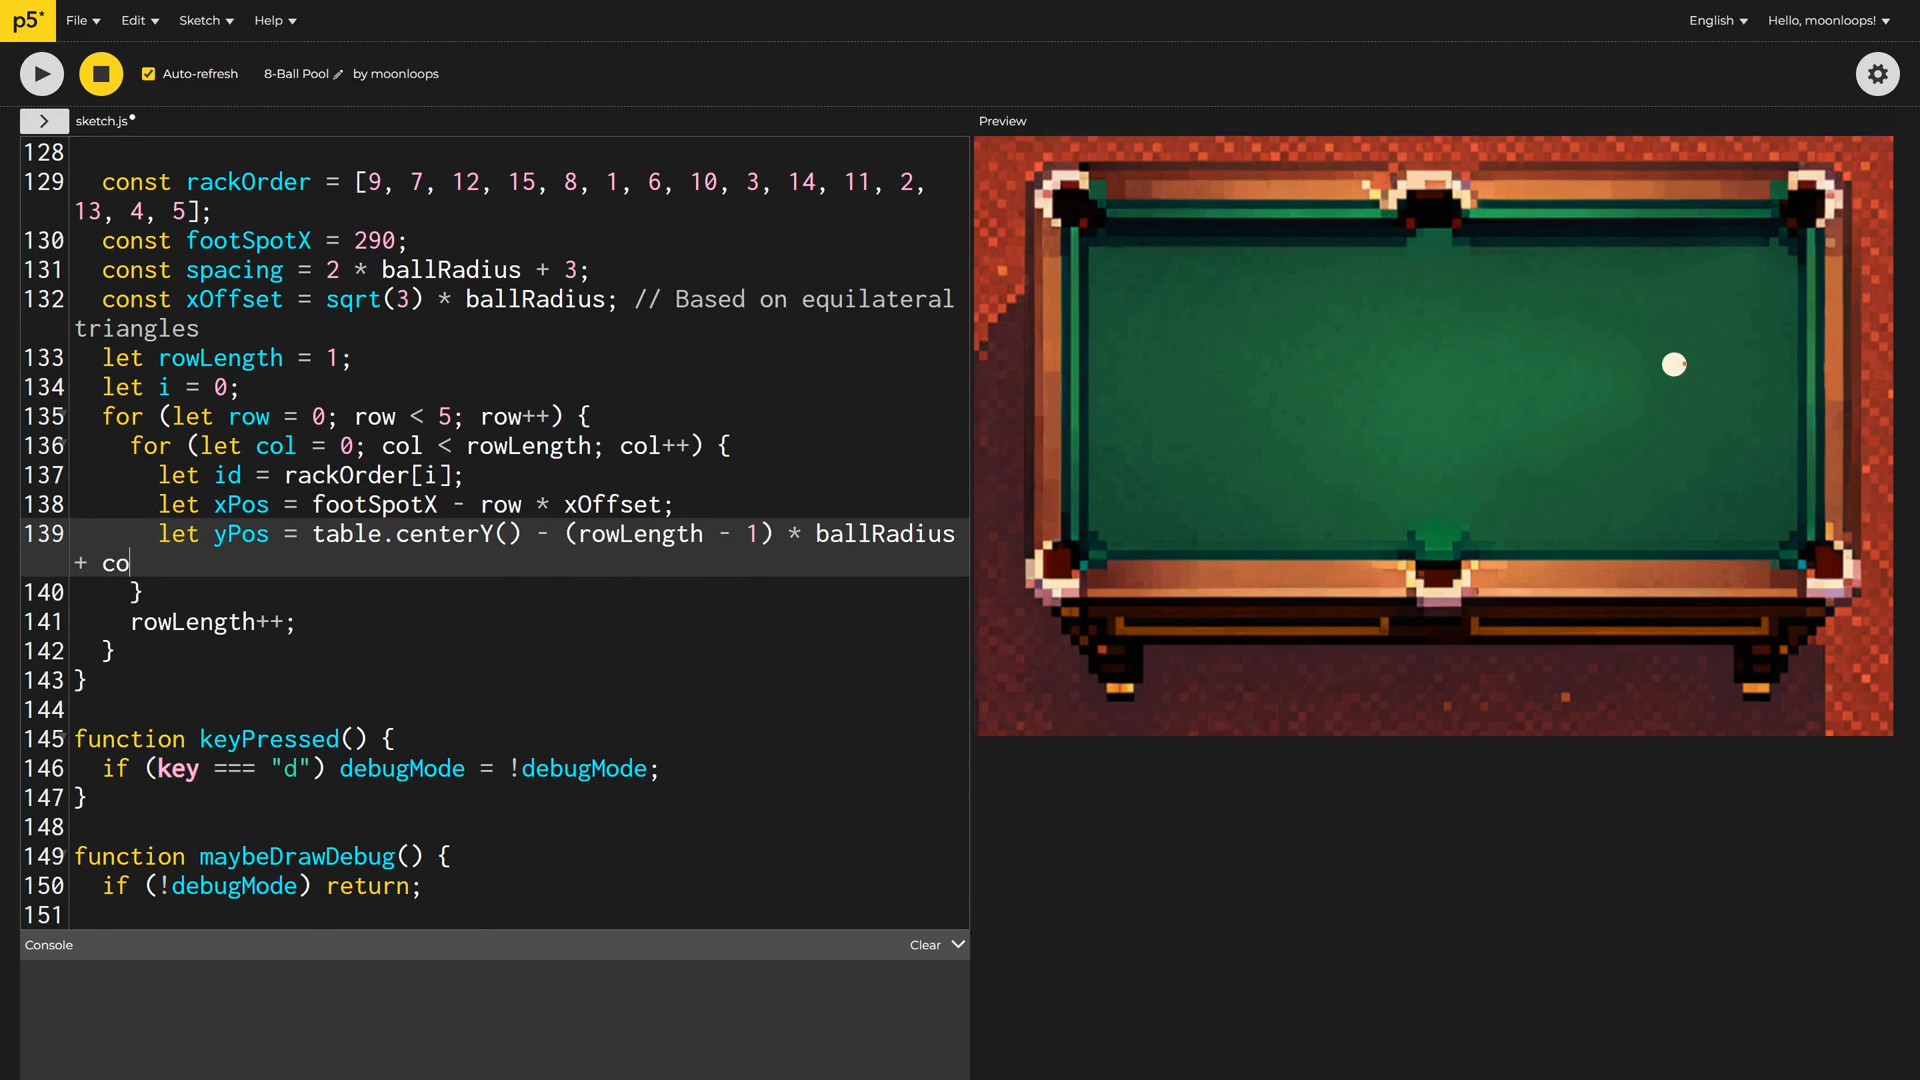 p5* File Edit Sketch Help English Hello, moonloops!
Auto-refresh 8-Ball Pool by moonloops
sketch.js Preview
128
129 const rackOrder = [9, 7, 12, 15, 8, 1, 6, 10, 3, 14, 11, 2,
13, 4, 5];
130 const footSpotX = 290;
131 const spacing = 2 * ballRadius + 3;
132 const xOffset = sqrt(3) * ballRadius; // Based on equilateral
triangles
133 let rowLength = 1;
134 let i = 0;
135 for (let row = 0; row < 5; row++) {
136 for (let col = 0; col < rowLength; col++) {
137 let id = rackOrder[i];
138 let xPos = footSpotX - row * xOffset;
139 let yPos = table.centerY() - (rowLength - 1) * ballRadius
+ co
140 }
141 rowLength++;
142 }
143 }
144
145 function keyPressed() {
146 if (key === "d") debugMode = !debugMode;
147 }
148
149 function maybeDrawDebug() {
150 if (!debugMode) return;
151
Console Clear